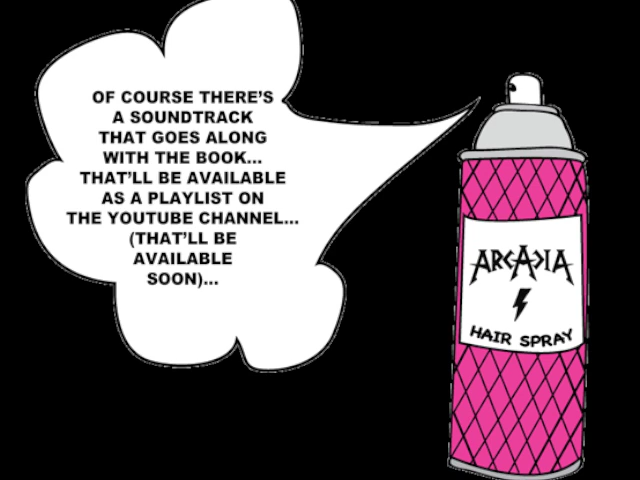 OF COURSE THERE'S
A SOUNDTRACK
THAT GOES ALONG
WITH THE BOOK...
THAT'LL BE AVAILABLE
AS A PLAYLIST ON
THE YOUTUBE CHANNEL...
(THAT'LL BE
AVAILABLE
SOON)...
ARCADIA
HAIR SPRAY